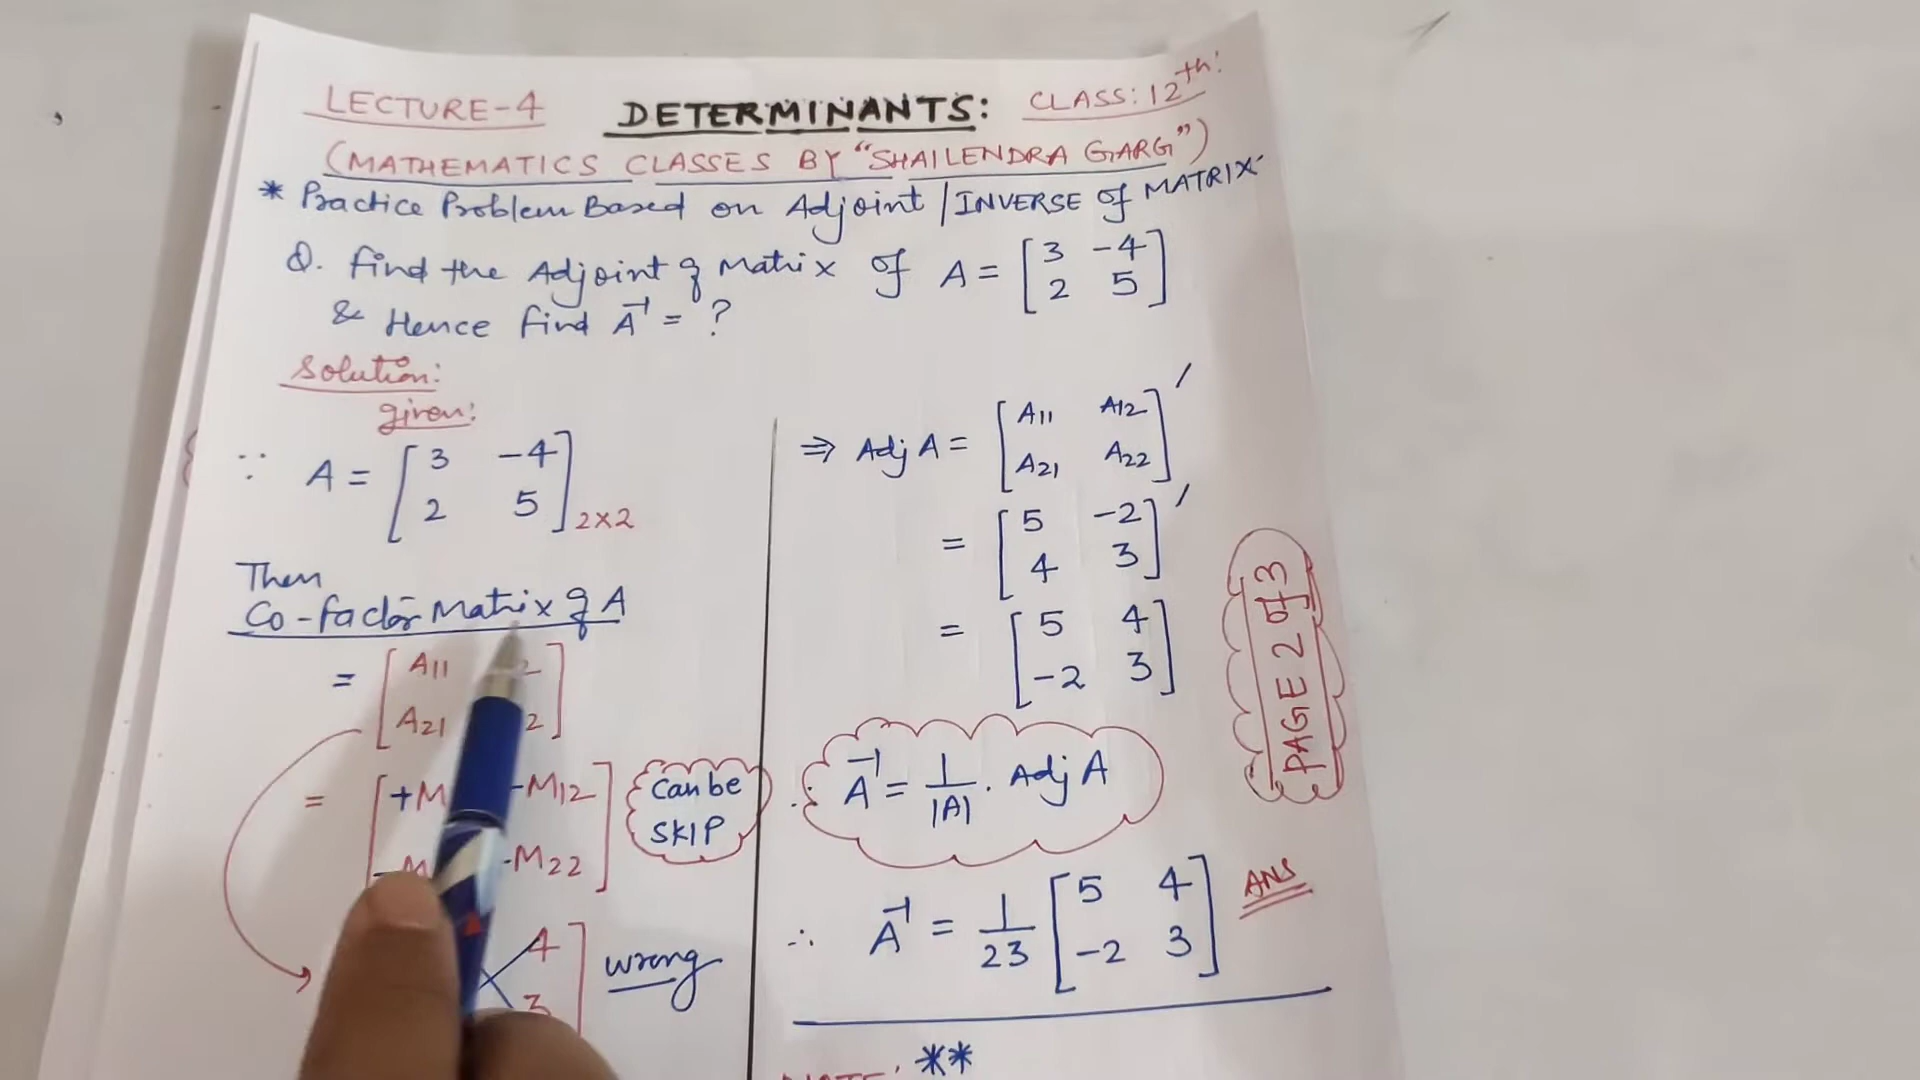 LECTURE-4 DETERMINANTS: CLASS: 12th:
(MATHEMATICS CLASSES BY "SHAILENDRA GARG")
* Practice Problem Based on Adjoint / INVERSE of MATRIX
Q. Find the Adjoint of Matrix of A = [3 -4
2 5]
& Hence find A⁻¹ = ?
Solution:
given:
∵ A = [3 -4
2 5]2×2
Then
Co-factor Matrix of A
= [A11
A21
= [+M -M12]
-M -M22]
Can be
SKIP
4
3
wrong
⇒ Adj A = [A11 A12
A21 A22]′
= [5 -2
4 3]′
= [5 4
-2 3]
∴ A⁻¹ = 1/|A| . Adj A
∴ A⁻¹ = 1/23 [5 4
-2 3] ANS
PAGE 2 of 3
NOTE: **